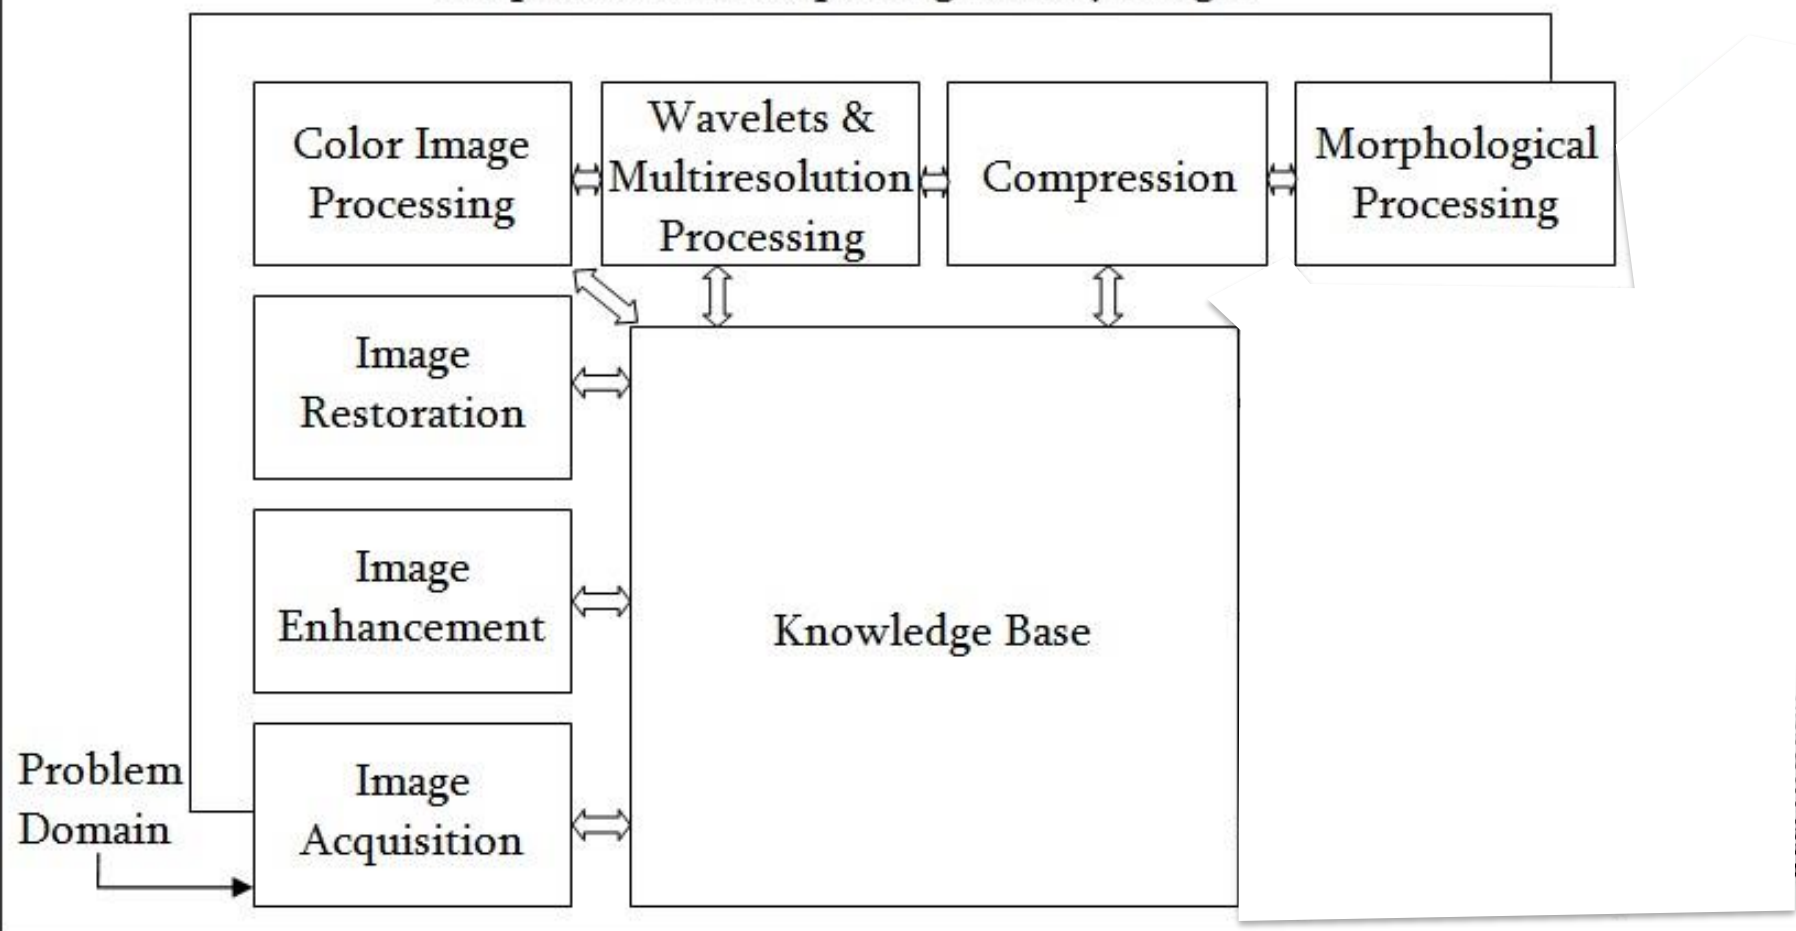 Color Image
Processing
Wavelets &
Multiresolution
Processing
Compression
Morphological
Processing
Image
Restoration
Image
Enhancement
Knowledge Base
Problem
Domain
Image
Acquisition